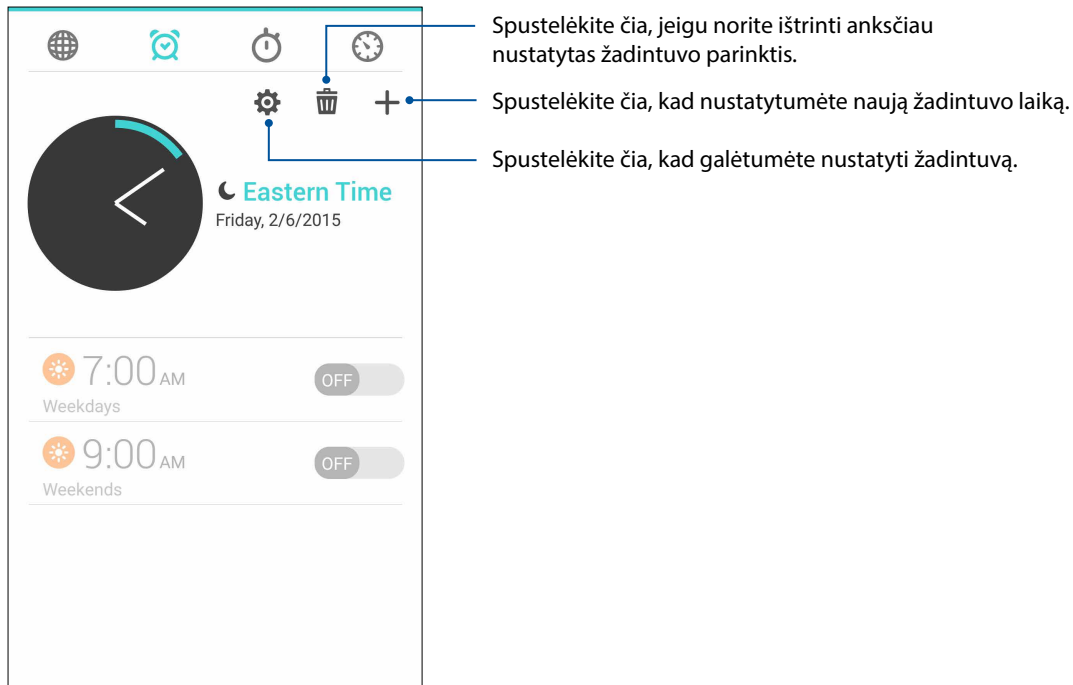 Spustelėkite čia, jeigu norite ištrinti anksčiau
nustatytas žadintuvo parinktis.
Spustelėkite čia, kad nustatytumėte naują žadintuvo laiką.
Spustelėkite čia, kad galėtumėte nustatyti žadintuvą.
Eastern Time
Friday, 2/6/2015
7:00 AM
OFF
Weekdays
9:00 AM
OFF
Weekends